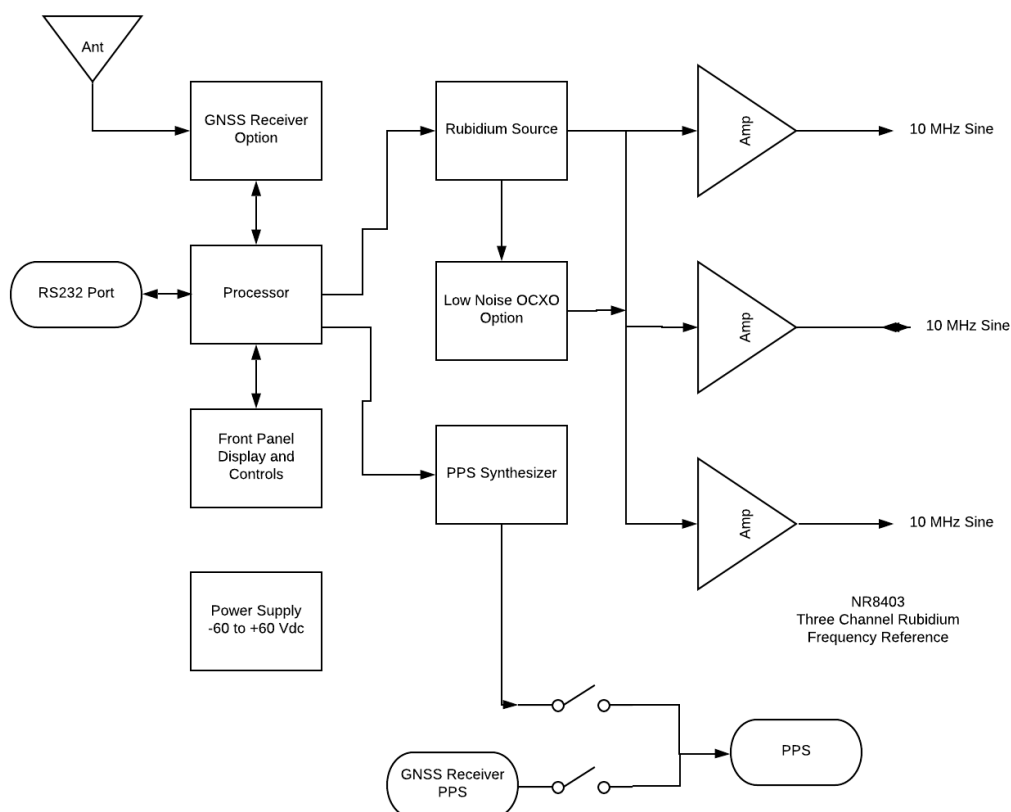 Ant
GNSS Receiver
Option
Rubidium Source
Amp
10 MHz Sine
RS232 Port
Processor
Low Noise OCXO
Option
Amp
10 MHz Sine
Front Panel
Display and
Controls
PPS Synthesizer
Amp
10 MHz Sine
Power Supply
-60 to +60 Vdc
NR8403
Three Channel Rubidium
Frequency Reference
GNSS Receiver
PPS
PPS